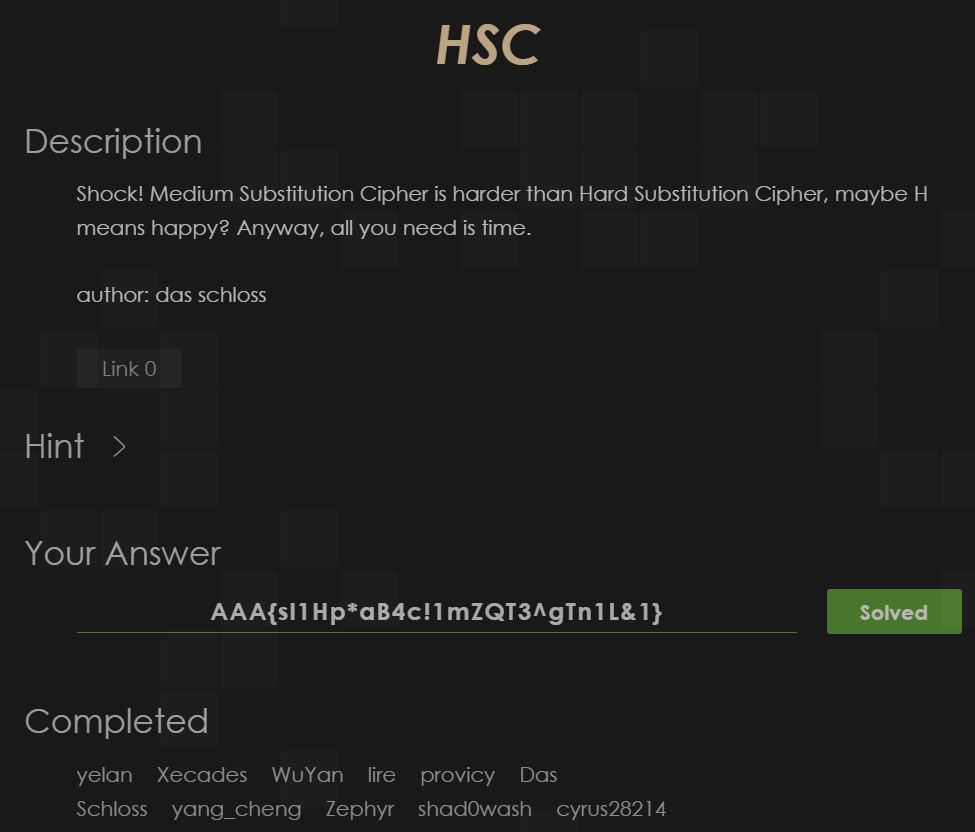 HSC
Description
Shock! Medium Substitution Cipher is harder than Hard Substitution Cipher, maybe H
means happy? Anyway, all you need is time.
author: das schloss
Link 0
Hint >
Your Answer
AAA{sI1Hp*aB4c!1mZQT3^gTn1L&1}
Solved
Completed
yelan Xecades WuYan lire provicy Das
Schloss yang_cheng Zephyr shad0wash cyrus28214